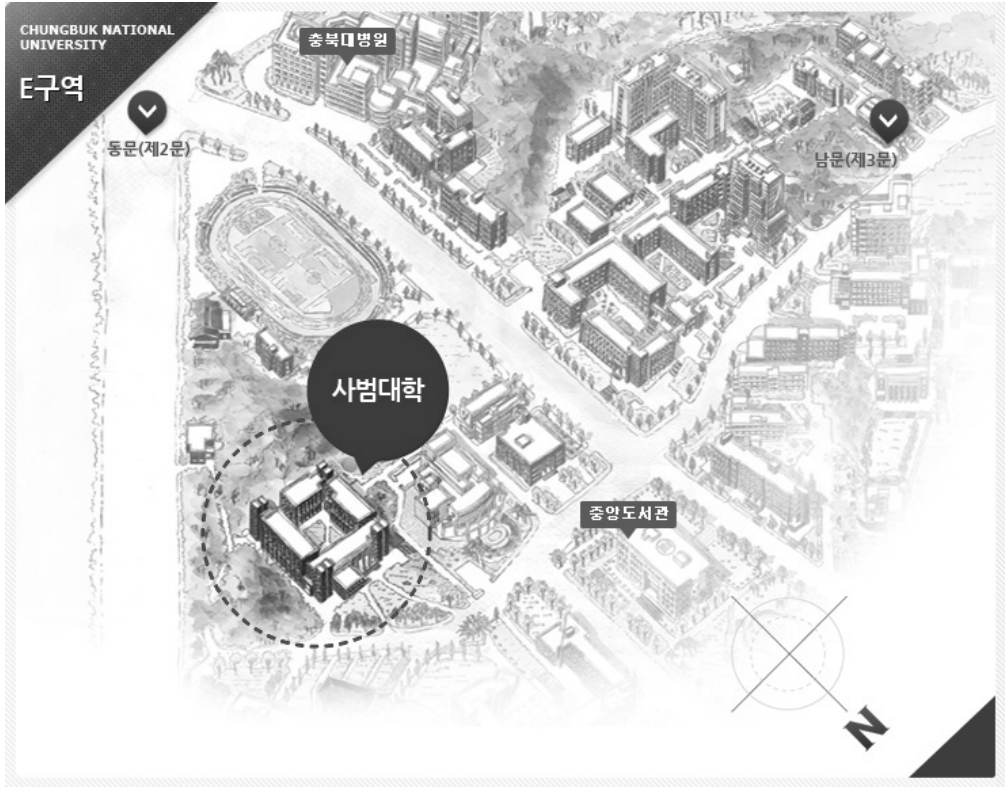 CHUNGBUK NATIONAL
UNIVERSITY
E구역
충북대병원
동문(제2문)
남문(제3문)
사범대학
중앙도서관
N